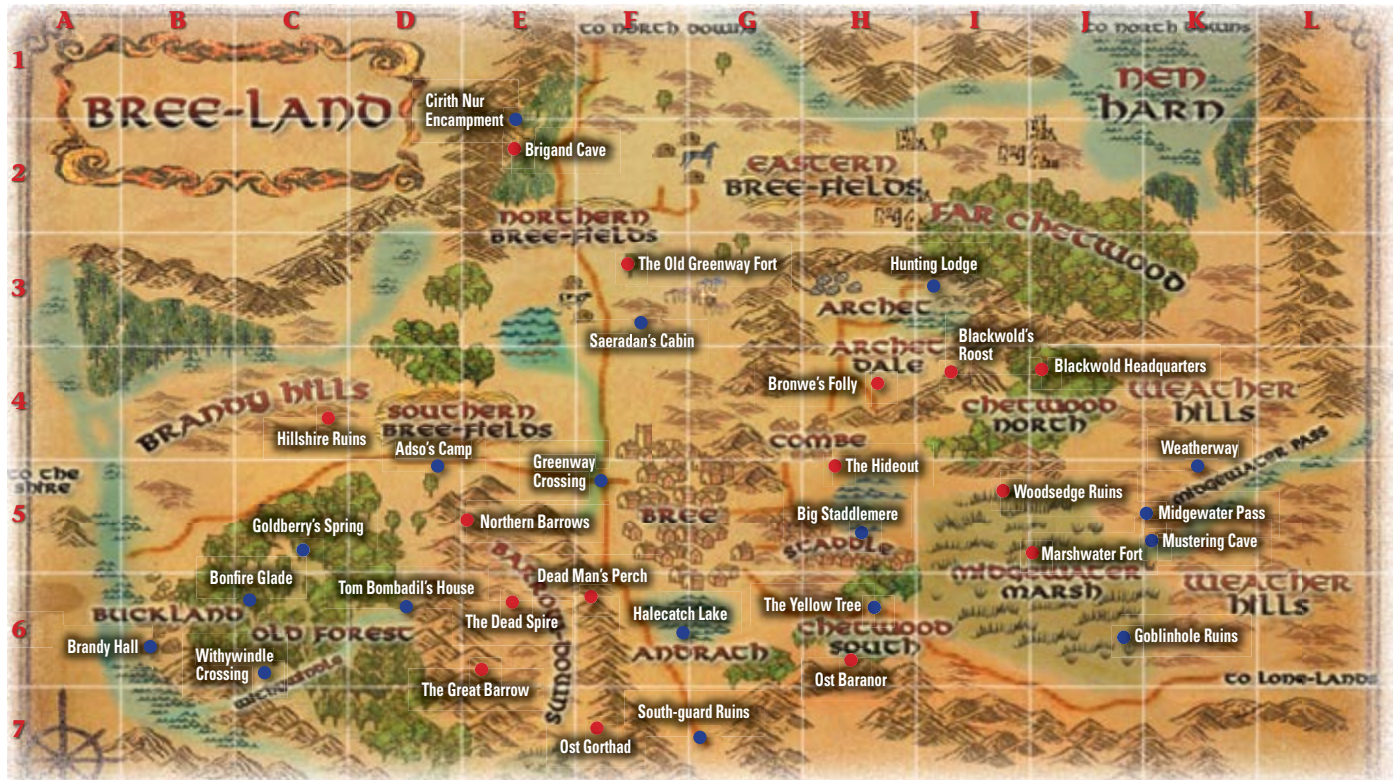 A B C D E F G H I J K L
TO NORTH DOWNS
TO NORTH DOWNS
1
BREE-LAND
NEN
HARN
Cirith Nur
Encampment
2
Brigand Cave
EASTERN
BREE-FIELDS
NORTHERN
BREE-FIELDS
FAR CHETWOOD
3
The Old Greenway Fort
Hunting Lodge
ARCHET
Saeradan's Cabin
Blackwold's
Roost
ARCHET
DALE
Blackwold Headquarters
Bronwe's Folly
4
BRANDY HILLS
WEATHER
HILLS
SOUTHERN
BREE-FIELDS
CHETWOOD
NORTH
Hillshire Ruins
Adso's Camp
COMBE
Weatherway
MIDGEWATER PASS
Greenway
Crossing
The Hideout
TO THE
SHIRE
Woodsedge Ruins
5
Goldberry's Spring
Northern Barrows
BREE
Big Staddlemere
STADDLE
Midgewater Pass
Mustering Cave
Marshwater Fort
BARROW-DOWNS
MIDGEWATER
MARSH
WEATHER
HILLS
Bonfire Glade
Tom Bombadil's House
Dead Man's Perch
6
BUCKLAND
The Dead Spire
Halecatch Lake
The Yellow Tree
OLD FOREST
CHETWOOD
SOUTH
Goblinhole Ruins
Brandy Hall
Withywindle
Crossing
ANDRATH
WITHYWINDLE
The Great Barrow
Ost Baranor
TO LONE-LANDS
7
South-guard Ruins
Ost Gorthad